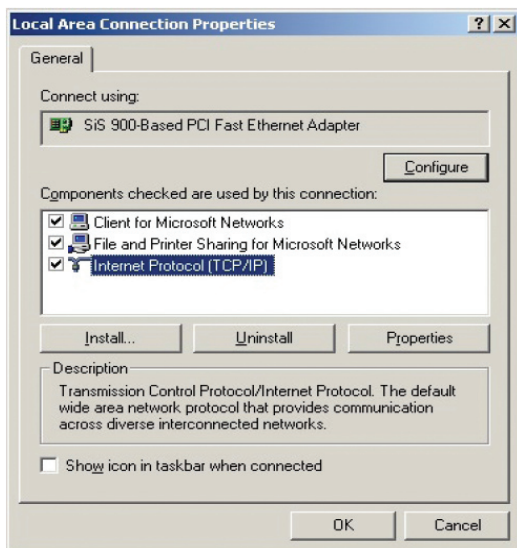 Local Area Connection Properties
General
Connect using:
SiS 900-Based PCI Fast Ethernet Adapter
Configure
Components checked are used by this connection:
Client for Microsoft Networks
File and Printer Sharing for Microsoft Networks
Internet Protocol (TCP/IP)
Install... Uninstall Properties
Description
Transmission Control Protocol/Internet Protocol. The default
wide area network protocol that provides communication
across diverse interconnected networks.
Show icon in taskbar when connected
OK Cancel